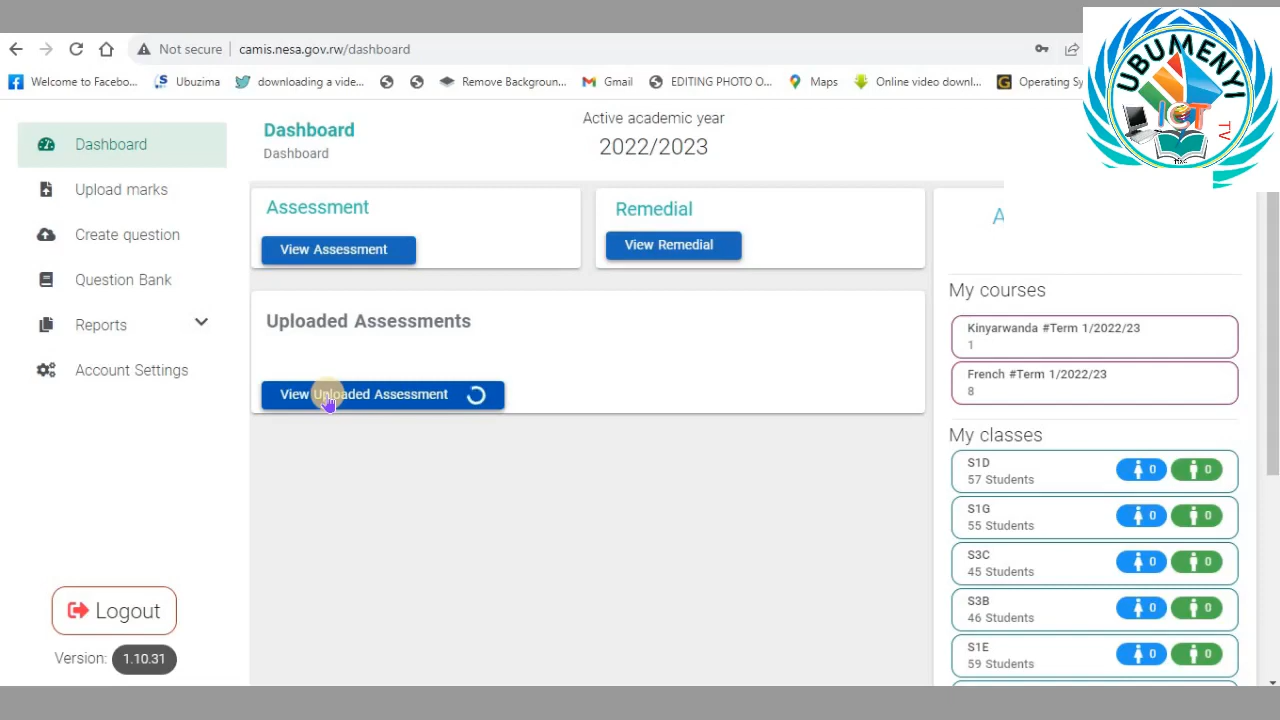 Not secure
camis.nesa.gov.rw/dashboard
Welcome to Facebo...
Ubuzima
downloading a vide...
Remove Backgroun...
Gmail
EDITING PHOTO O...
Maps
Online video downl...
Operating Sy
UBUMENYI
ICT
TV
Dashboard
Upload marks
Create question
Question Bank
Reports
Account Settings
Logout
Version: 1.10.31
Dashboard
Dashboard
Active academic year
2022/2023
Assessment
View Assessment
Remedial
View Remedial
Uploaded Assessments
View Uploaded Assessment
A
My courses
Kinyarwanda #Term 1/2022/23
1
French #Term 1/2022/23
8
My classes
S1D
57 Students
0
0
S1G
55 Students
0
0
S3C
45 Students
0
0
S3B
46 Students
0
0
S1E
59 Students
0
0